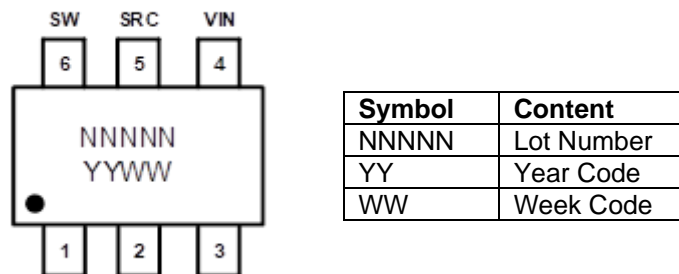 SW SRC VIN
6 5 4
NNNNN
YYWW
1 2 3
Symbol Content
NNNNN Lot Number
YY Year Code
WW Week Code